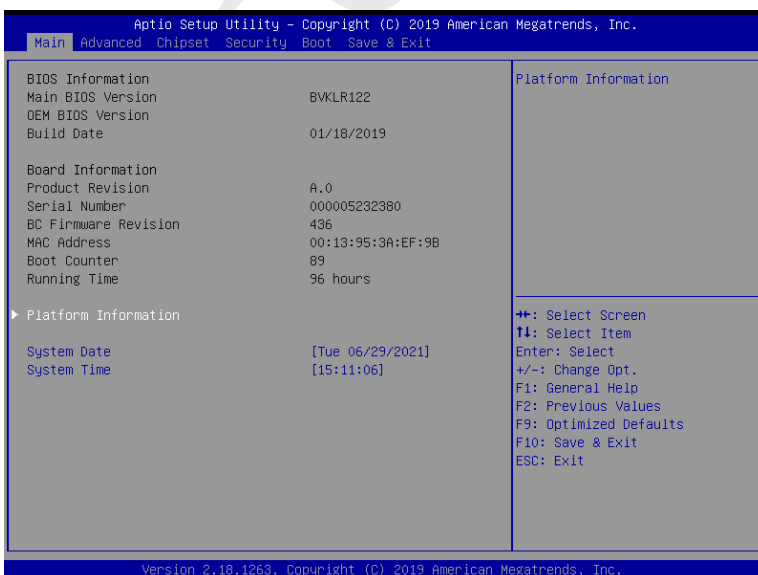 Aptio Setup Utility – Copyright (C) 2019 American Megatrends, Inc.
Main Advanced Chipset Security Boot Save & Exit
BIOS Information
Main BIOS Version BVKLR122
OEM BIOS Version
Build Date 01/18/2019
Board Information
Product Revision A.0
Serial Number 000005232380
BC Firmware Revision 436
MAC Address 00:13:95:3A:EF:9B
Boot Counter 89
Running Time 96 hours
Platform Information
System Date [Tue 06/29/2021]
System Time [15:11:06]
Platform Information
→←: Select Screen
↑↓: Select Item
Enter: Select
+/-: Change Opt.
F1: General Help
F2: Previous Values
F9: Optimized Defaults
F10: Save & Exit
ESC: Exit
Version 2.18.1263. Copyright (C) 2019 American Megatrends, Inc.